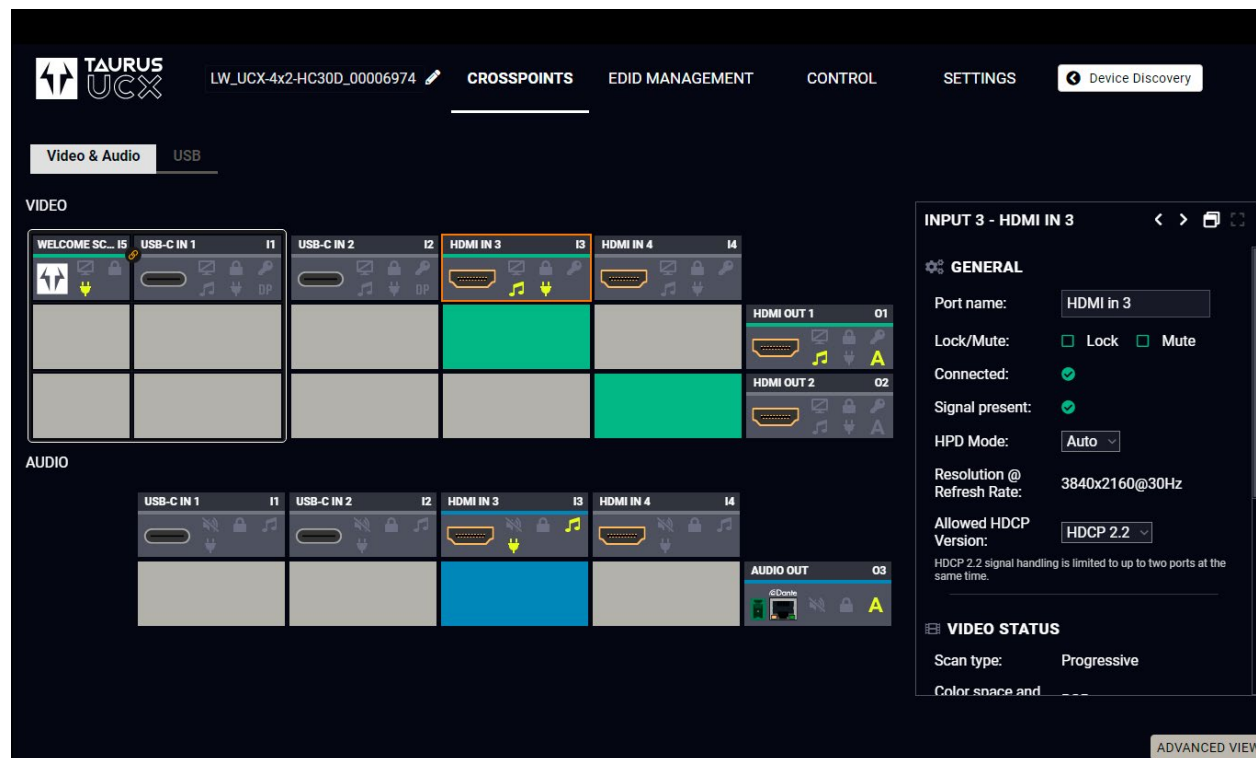 TAURUS
UCX
LW_UCX-4x2-HC30D_00006974
CROSSPOINTS
EDID MANAGEMENT
CONTROL
SETTINGS
Device Discovery
Video & Audio
USB
VIDEO
WELCOME SC... I5
USB-C IN 1 I1
USB-C IN 2 I2
HDMI IN 3 I3
HDMI IN 4 I4
DP
DP
HDMI OUT 1 O1
A
HDMI OUT 2 O2
A
AUDIO
USB-C IN 1 I1
USB-C IN 2 I2
HDMI IN 3 I3
HDMI IN 4 I4
AUDIO OUT O3
Dante
A
INPUT 3 - HDMI IN 3
GENERAL
Port name: HDMI in 3
Lock/Mute: Lock Mute
Connected:
Signal present:
HPD Mode: Auto
Resolution @
Refresh Rate: 3840x2160@30Hz
Allowed HDCP
Version: HDCP 2.2
HDCP 2.2 signal handling is limited to up to two ports at the
same time.
VIDEO STATUS
Scan type: Progressive
Color space and
ADVANCED VIEW